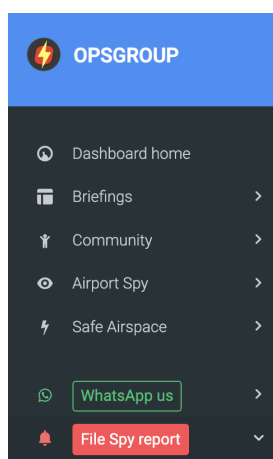 OPSGROUP
Dashboard home
Briefings
Community
Airport Spy
Safe Airspace
WhatsApp us
File Spy report